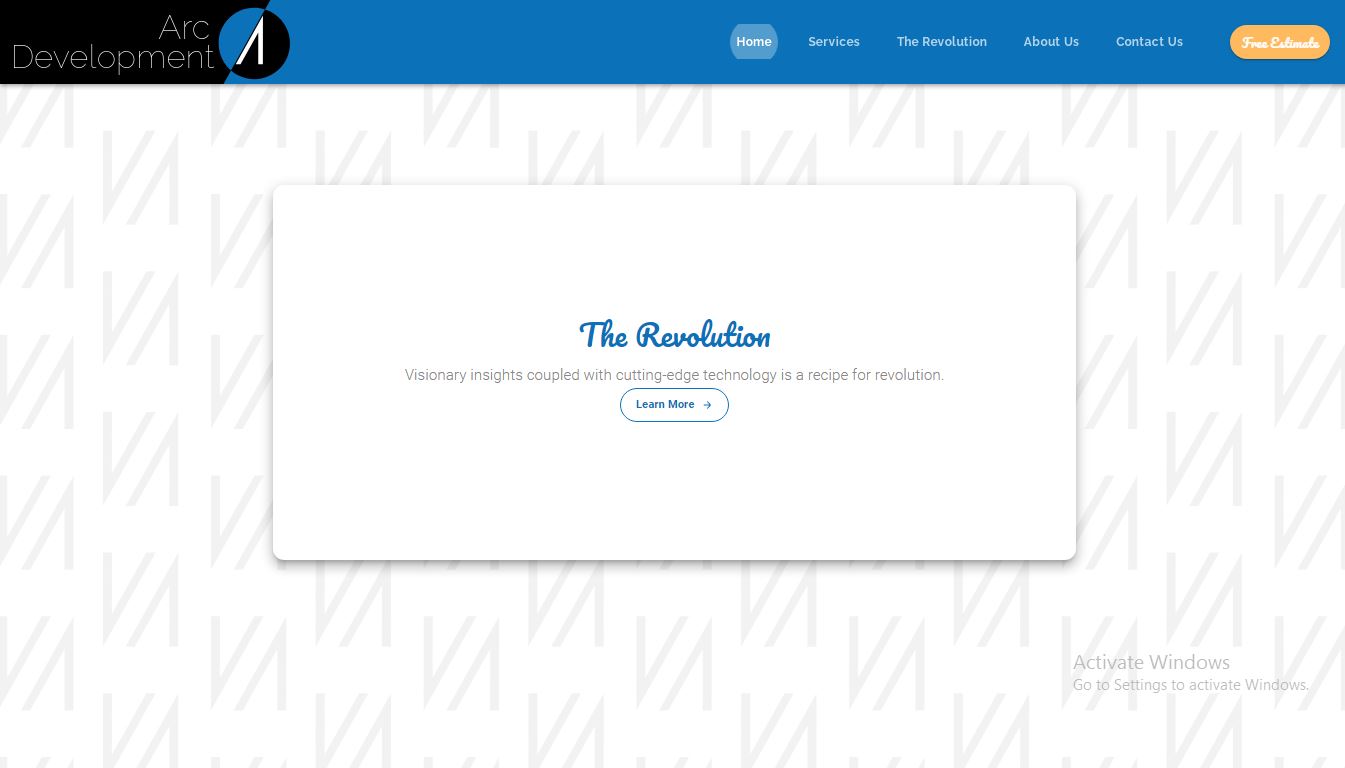 Arc
Development
Home
Services
The Revolution
About Us
Contact Us
Free Estimate
The Revolution
Visionary insights coupled with cutting-edge technology is a recipe for revolution.
Learn More →
Activate Windows
Go to Settings to activate Windows.